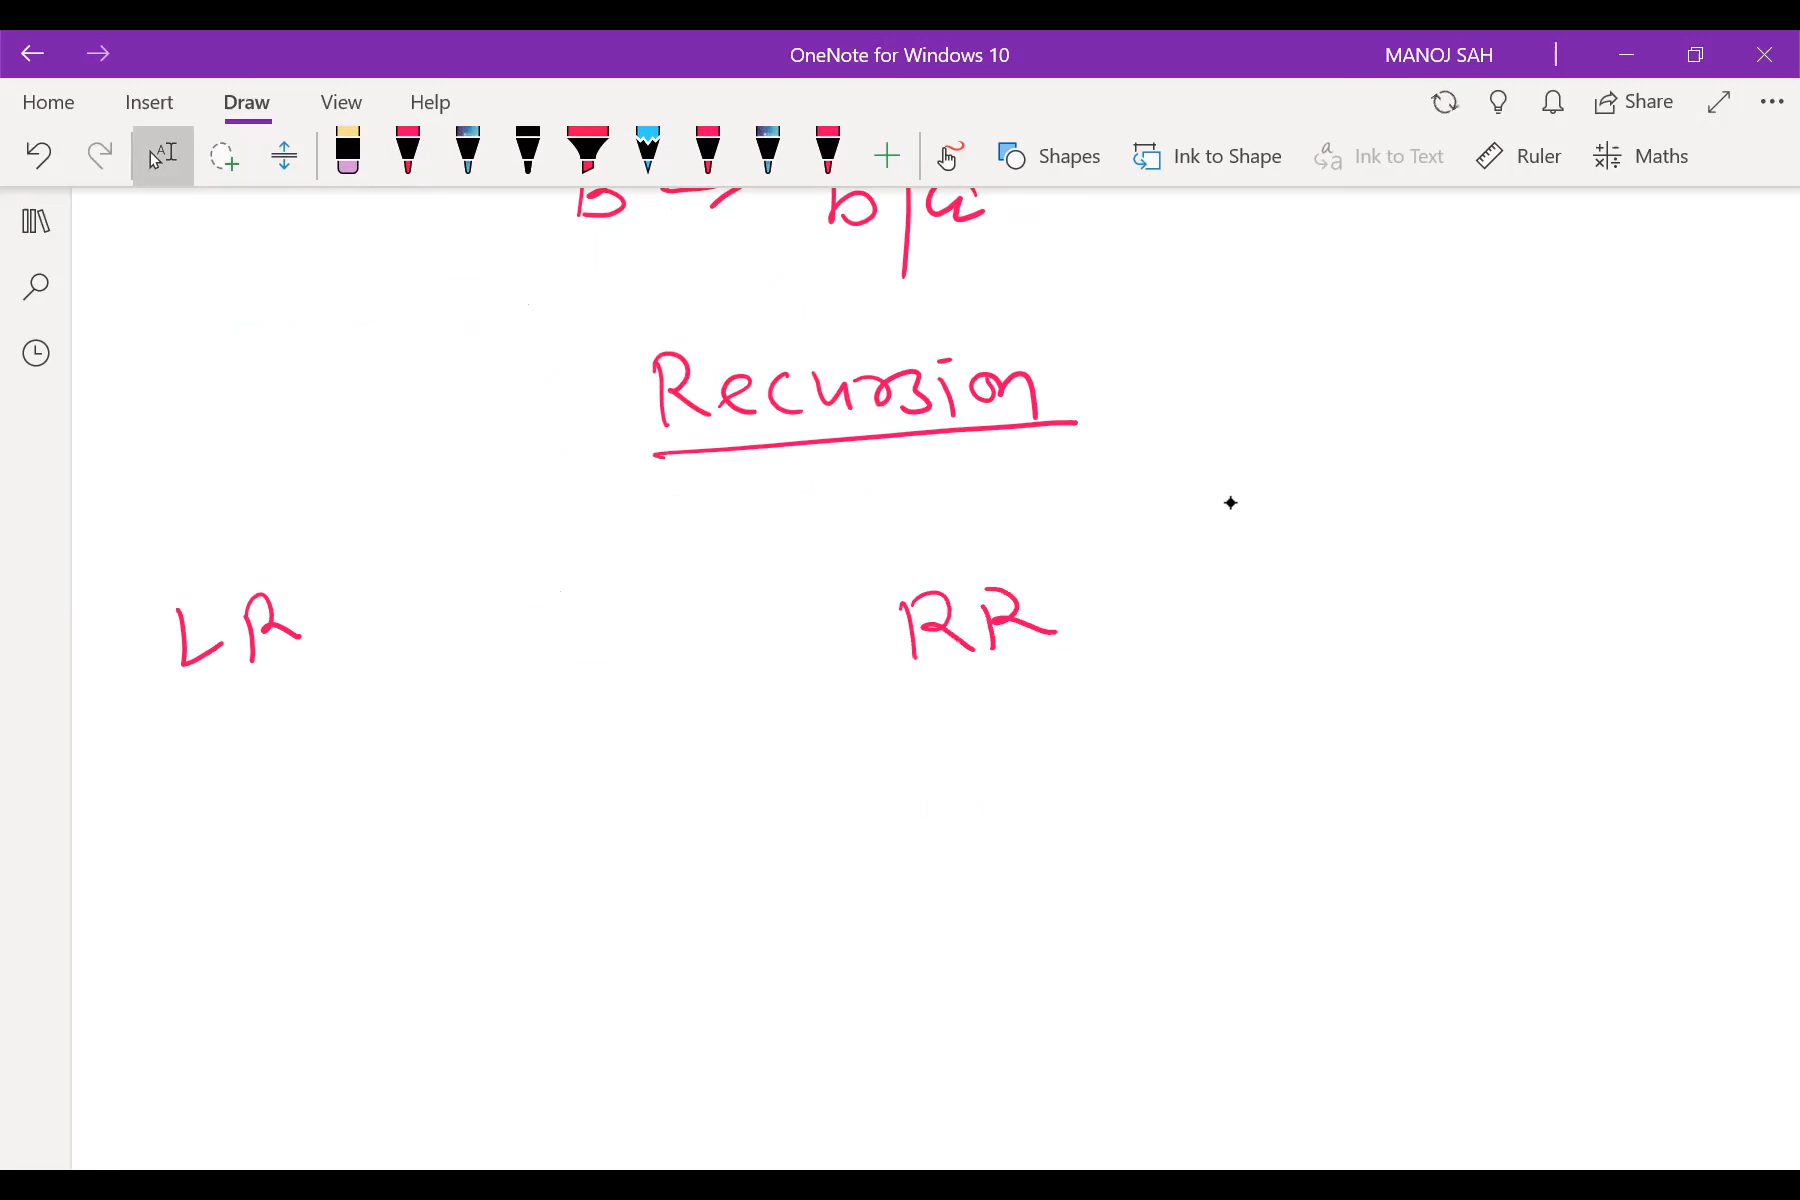 OneNote for Windows 10 MANOJ SAH
Home Insert Draw View Help Share
Shapes Ink to Shape Ink to Text Ruler Maths
B → b|a
Recursion
LR RR